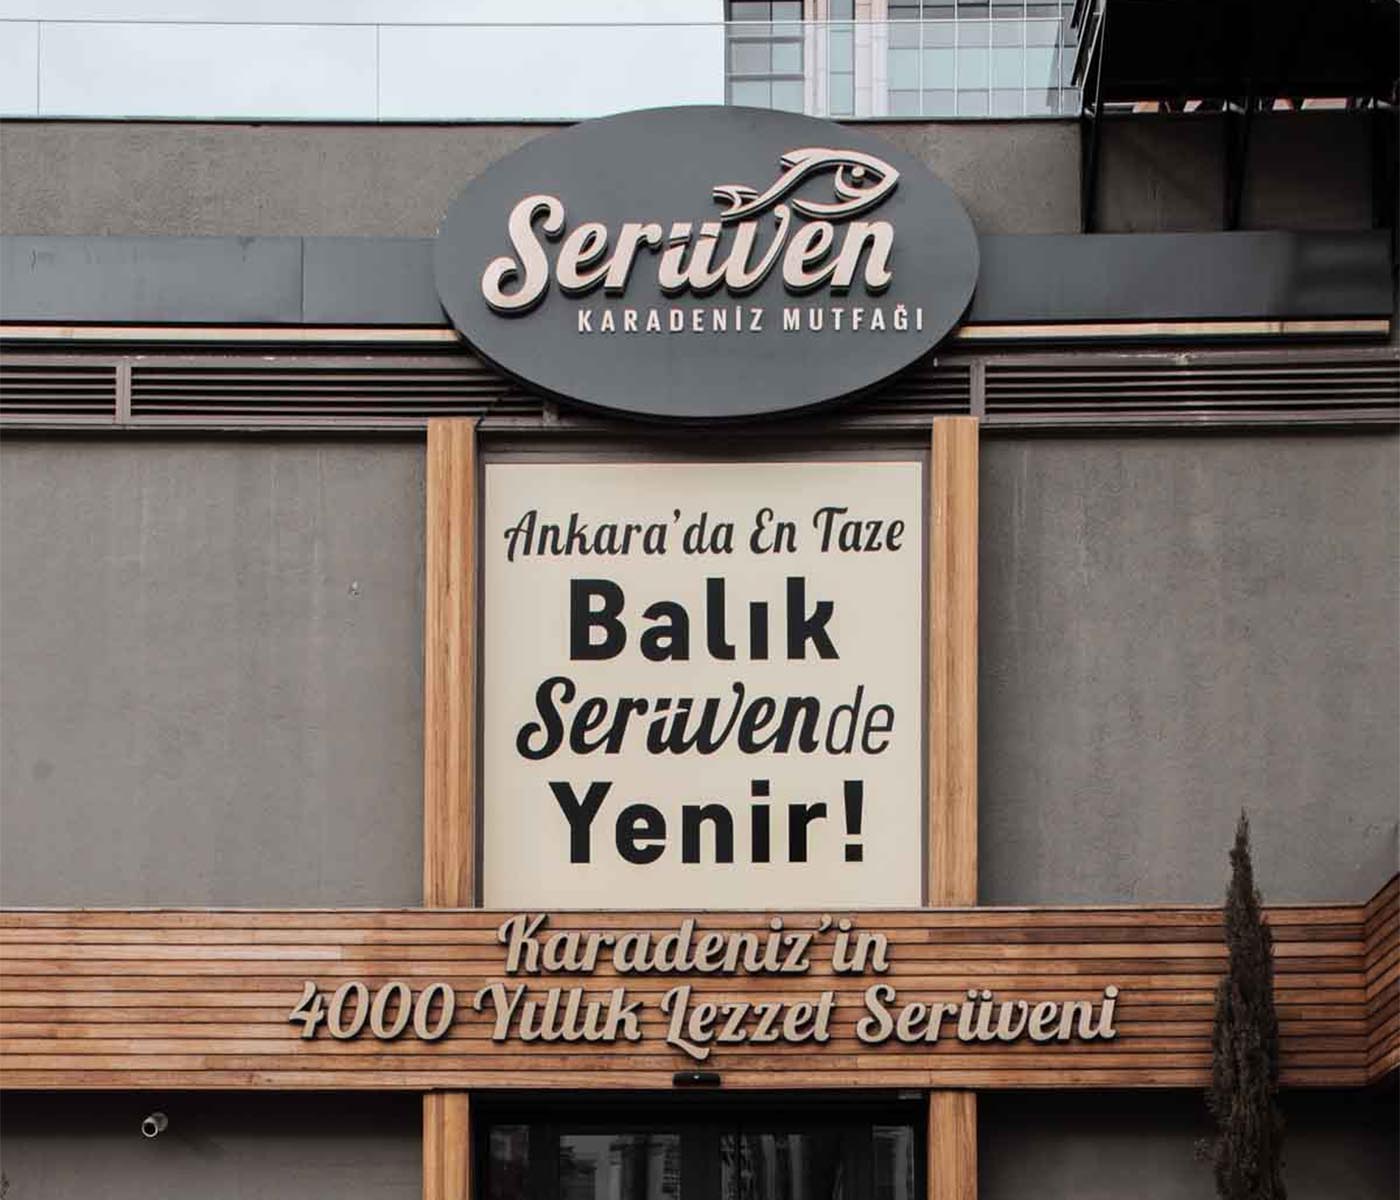 Serüven
KARADENİZ MUTFAĞI
Ankara'da En Taze
Balık
Serüvende
Yenir!
Karadeniz'in
4000 Yıllık Lezzet Serüveni